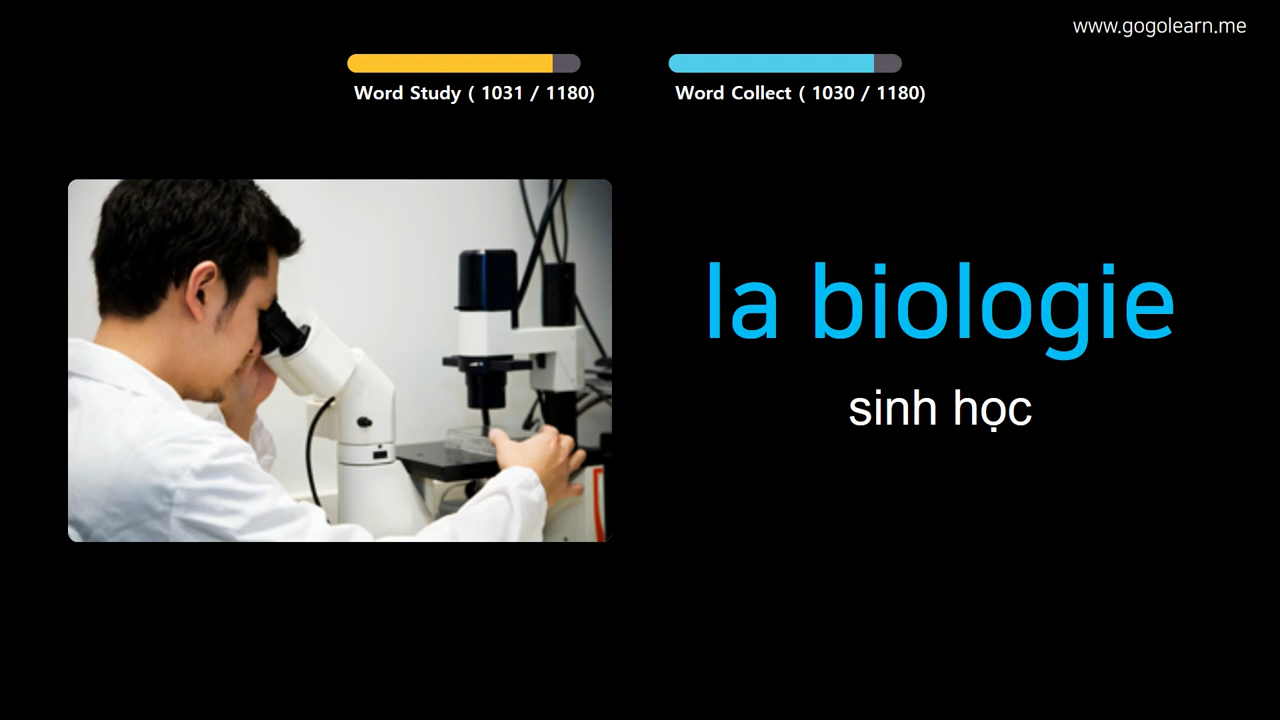 www.gogolearn.me
Word Study ( 1031 / 1180)
Word Collect ( 1030 / 1180)
la biologie
sinh học